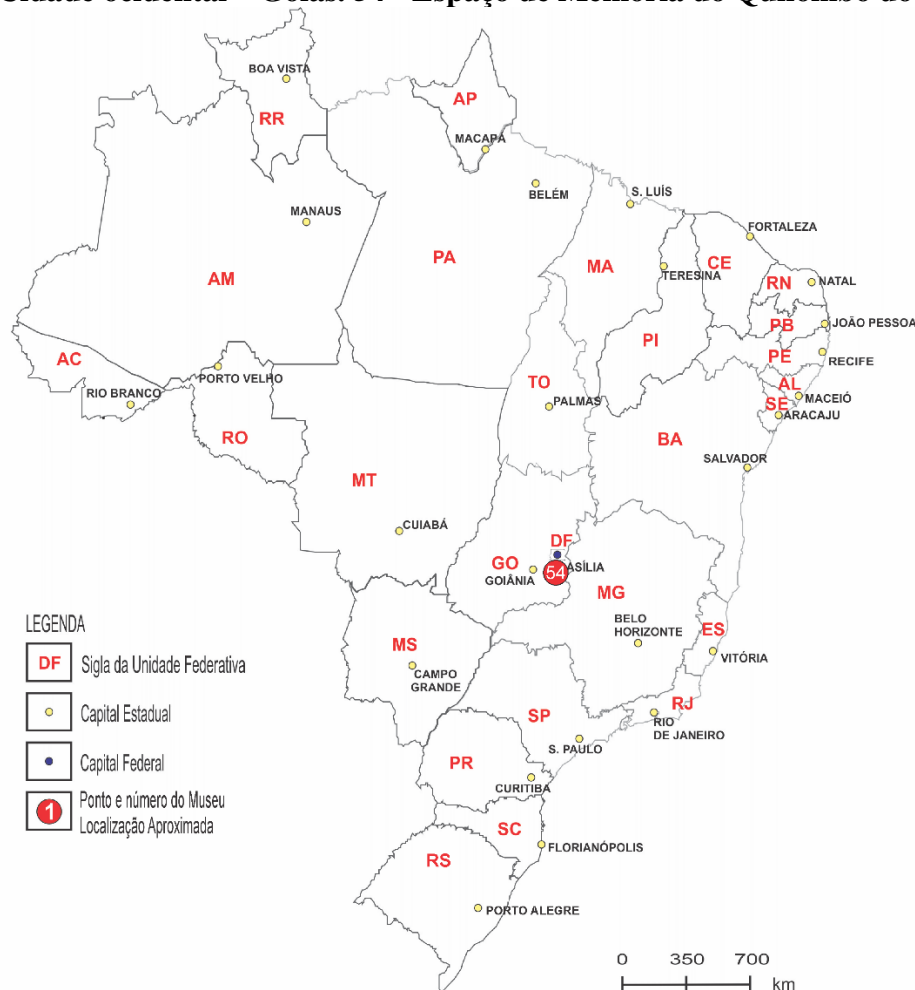 Cidade ocidental – Goiás. 54 - Espaço de Memória do Quilombo do
BOA VISTA
RR
AP
MACAPÁ
BELÉM
S. LUÍS
MANAUS
FORTALEZA
AM
PA
MA
TERESINA
CE
RN
NATAL
PB
JOÃO PESSOA
AC
PORTO VELHO
PI
PE
RECIFE
RIO BRANCO
TO
PALMAS
AL
MACEIÓ
SE
ARACAJU
RO
BA
SALVADOR
MT
CUIABÁ
DF
GO
GOIÂNIA
54
ASÍLIA
MG
BELO
HORIZONTE
ES
VITÓRIA
MS
CAMPO
GRANDE
RJ
RIO
DE JANEIRO
SP
S. PAULO
PR
CURITIBA
SC
FLORIANÓPOLIS
RS
PORTO ALEGRE
LEGENDA
DF Sigla da Unidade Federativa
Capital Estadual
Capital Federal
1 Ponto e número do Museu
Localização Aproximada
0 350 700
km